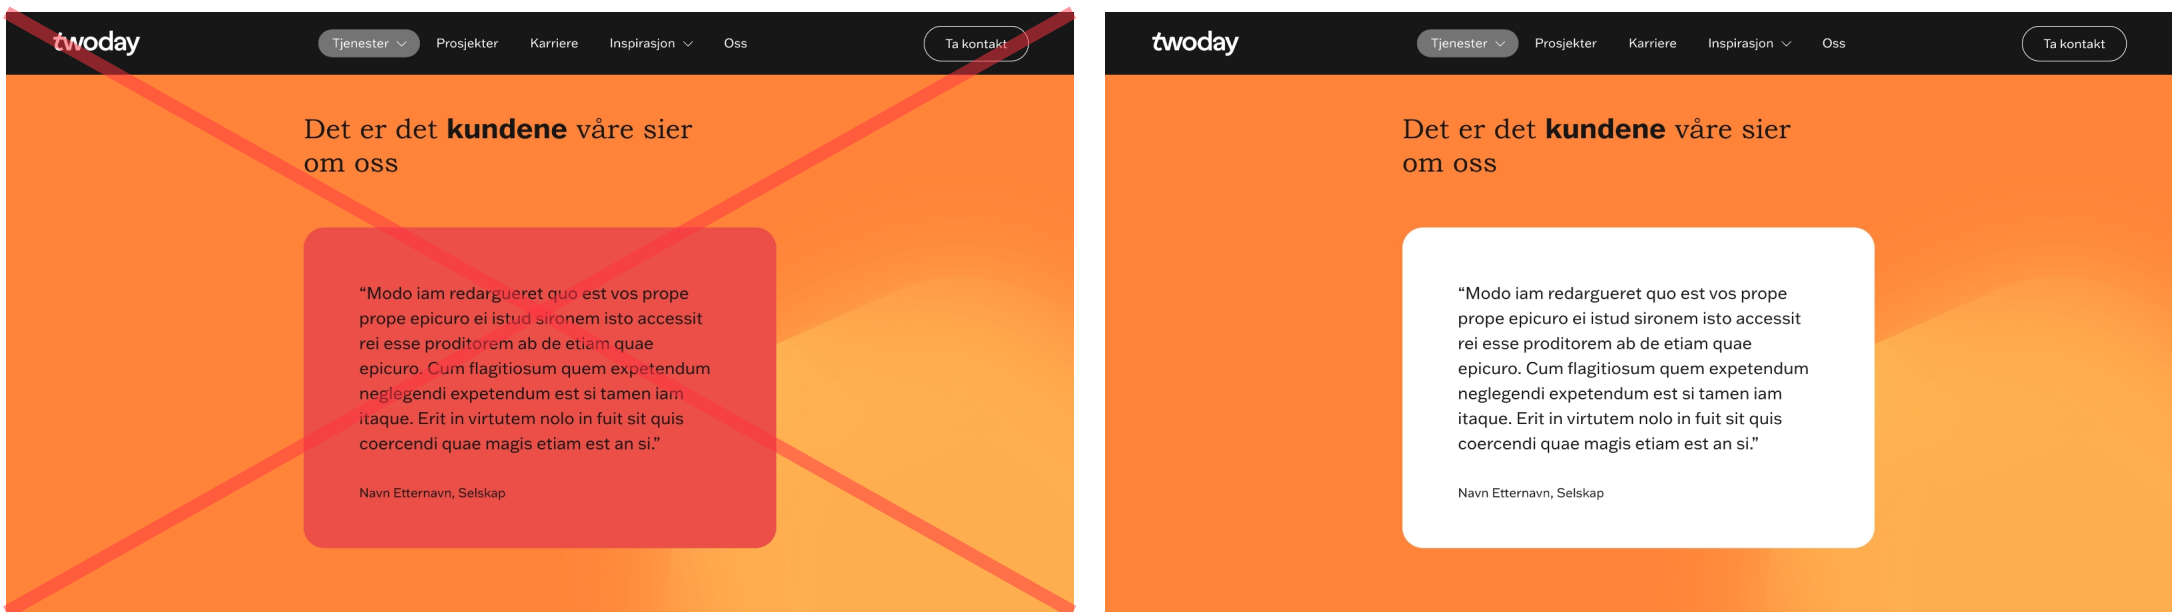 twoday Tjenester Prosjekter Karriere Inspirasjon Oss Ta kontakt
Det er det kundene våre sier
om oss
“Modo iam redargueret quo est vos prope
prope epicuro ei istud sironem isto accessit
rei esse proditorem ab de etiam quae
epicuro. Cum flagitiosum quem expetendum
neglegendi expetendum est si tamen iam
itaque. Erit in virtutem nolo in fuit sit quis
coercendi quae magis etiam est an si.”
Navn Etternavn, Selskap
twoday Tjenester Prosjekter Karriere Inspirasjon Oss Ta kontakt
Det er det kundene våre sier
om oss
“Modo iam redargueret quo est vos prope
prope epicuro ei istud sironem isto accessit
rei esse proditorem ab de etiam quae
epicuro. Cum flagitiosum quem expetendum
neglegendi expetendum est si tamen iam
itaque. Erit in virtutem nolo in fuit sit quis
coercendi quae magis etiam est an si.”
Navn Etternavn, Selskap